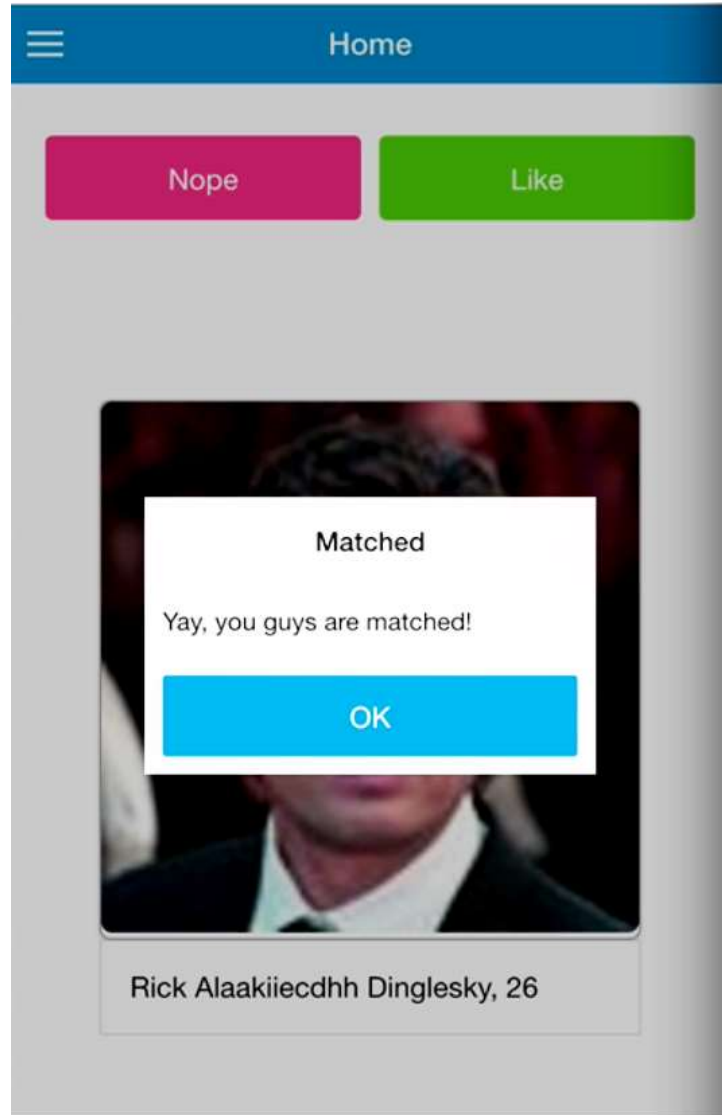 Home
Nope
Like
Matched
Yay, you guys are matched!
OK
Rick Alaakiiecdhh Dinglesky, 26